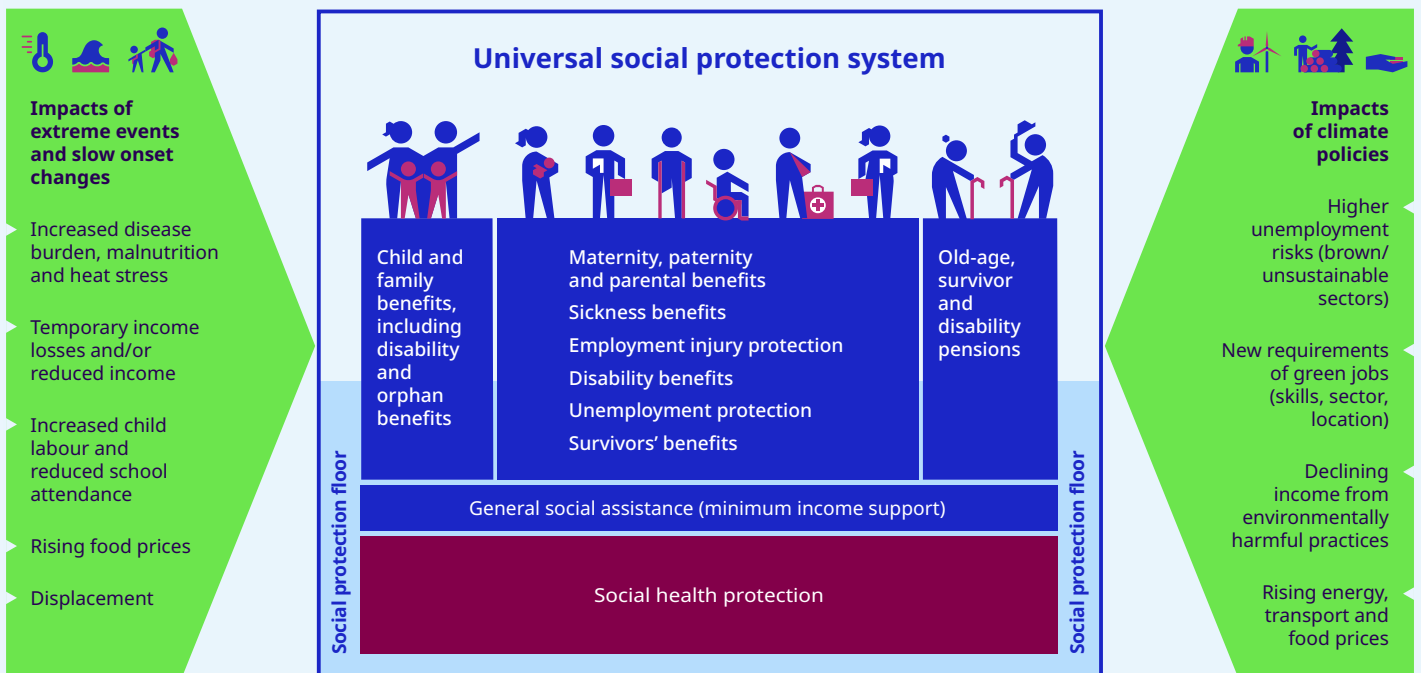 Impacts of
extreme events
and slow onset
changes
Increased disease
burden, malnutrition
and heat stress
Temporary income
losses and/or
reduced income
Increased child
labour and
reduced school
attendance
Rising food prices
Displacement
Universal social protection system
Child and
family
benefits,
including
disability
and
orphan
benefits
Maternity, paternity
and parental benefits
Sickness benefits
Employment injury protection
Disability benefits
Unemployment protection
Survivors’ benefits
Old-age,
survivor
and
disability
pensions
Social protection floor
General social assistance (minimum income support)
Social health protection
Social protection floor
Impacts
of climate
policies
Higher
unemployment
risks (brown/
unsustainable
sectors)
New requirements
of green jobs
(skills, sector,
location)
Declining
income from
environmentally
harmful practices
Rising energy,
transport and
food prices